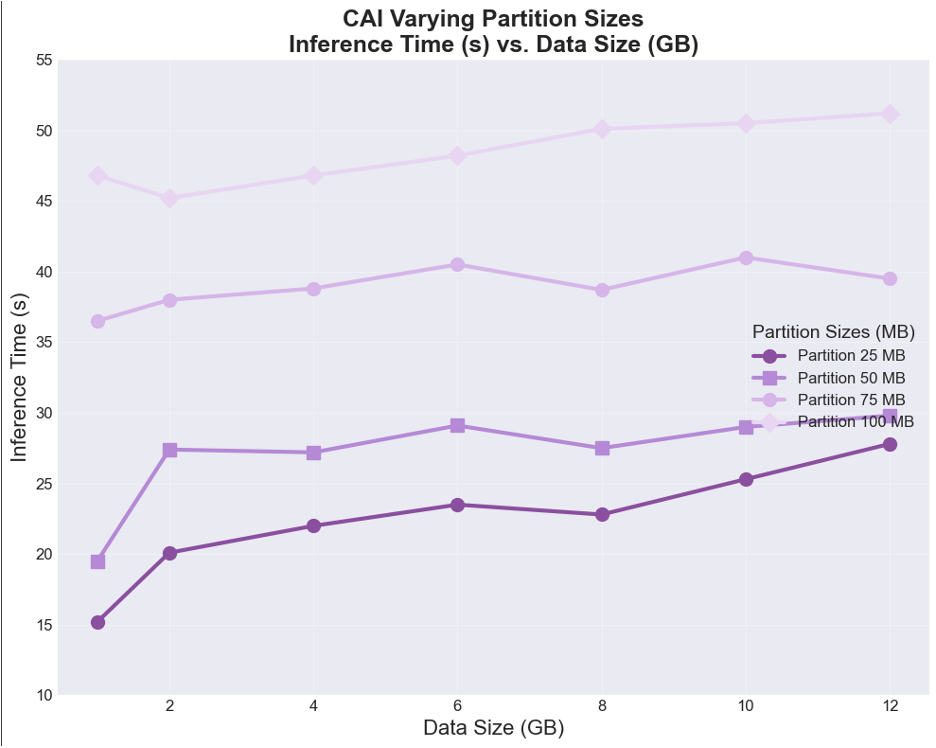 CAI Varying Partition Sizes
Inference Time (s) vs. Data Size (GB)
55
50
45
40
35
30
25
20
15
10
Inference Time (s)
Partition Sizes (MB)
Partition 25 MB
Partition 50 MB
Partition 75 MB
Partition 100 MB
2 4 6 8 10 12
Data Size (GB)